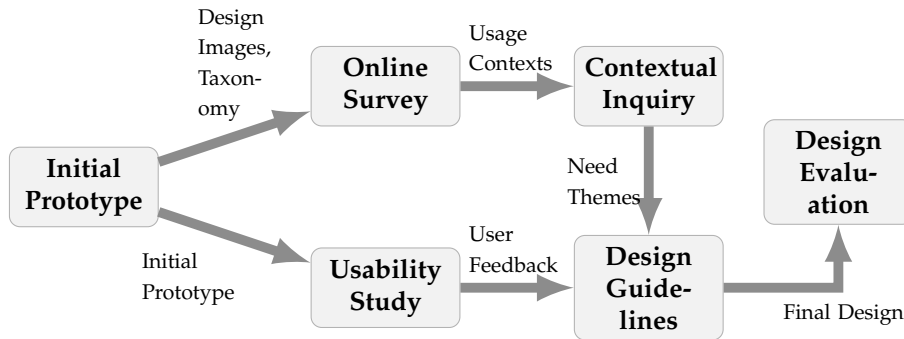 Design
Images,
Taxon-
omy
Online
Survey
Usage
Contexts
Contextual
Inquiry
Initial
Prototype
Need
Themes
Design
Evalu-
ation
Initial
Prototype
Usability
Study
User
Feedback
Design
Guide-
lines
Final Design